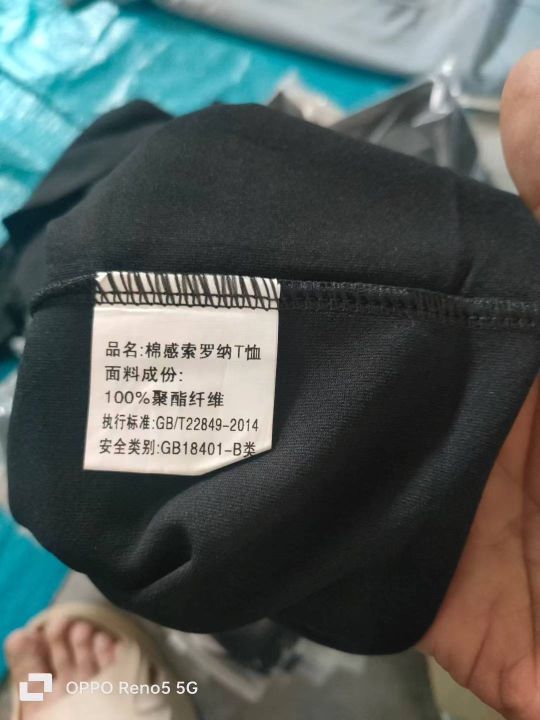 品名:棉感索罗纳T恤
面料成份:
100%聚酯纤维
执行标准:GB/T22849-2014
安全类别:GB18401-B类
OPPO Reno5 5G